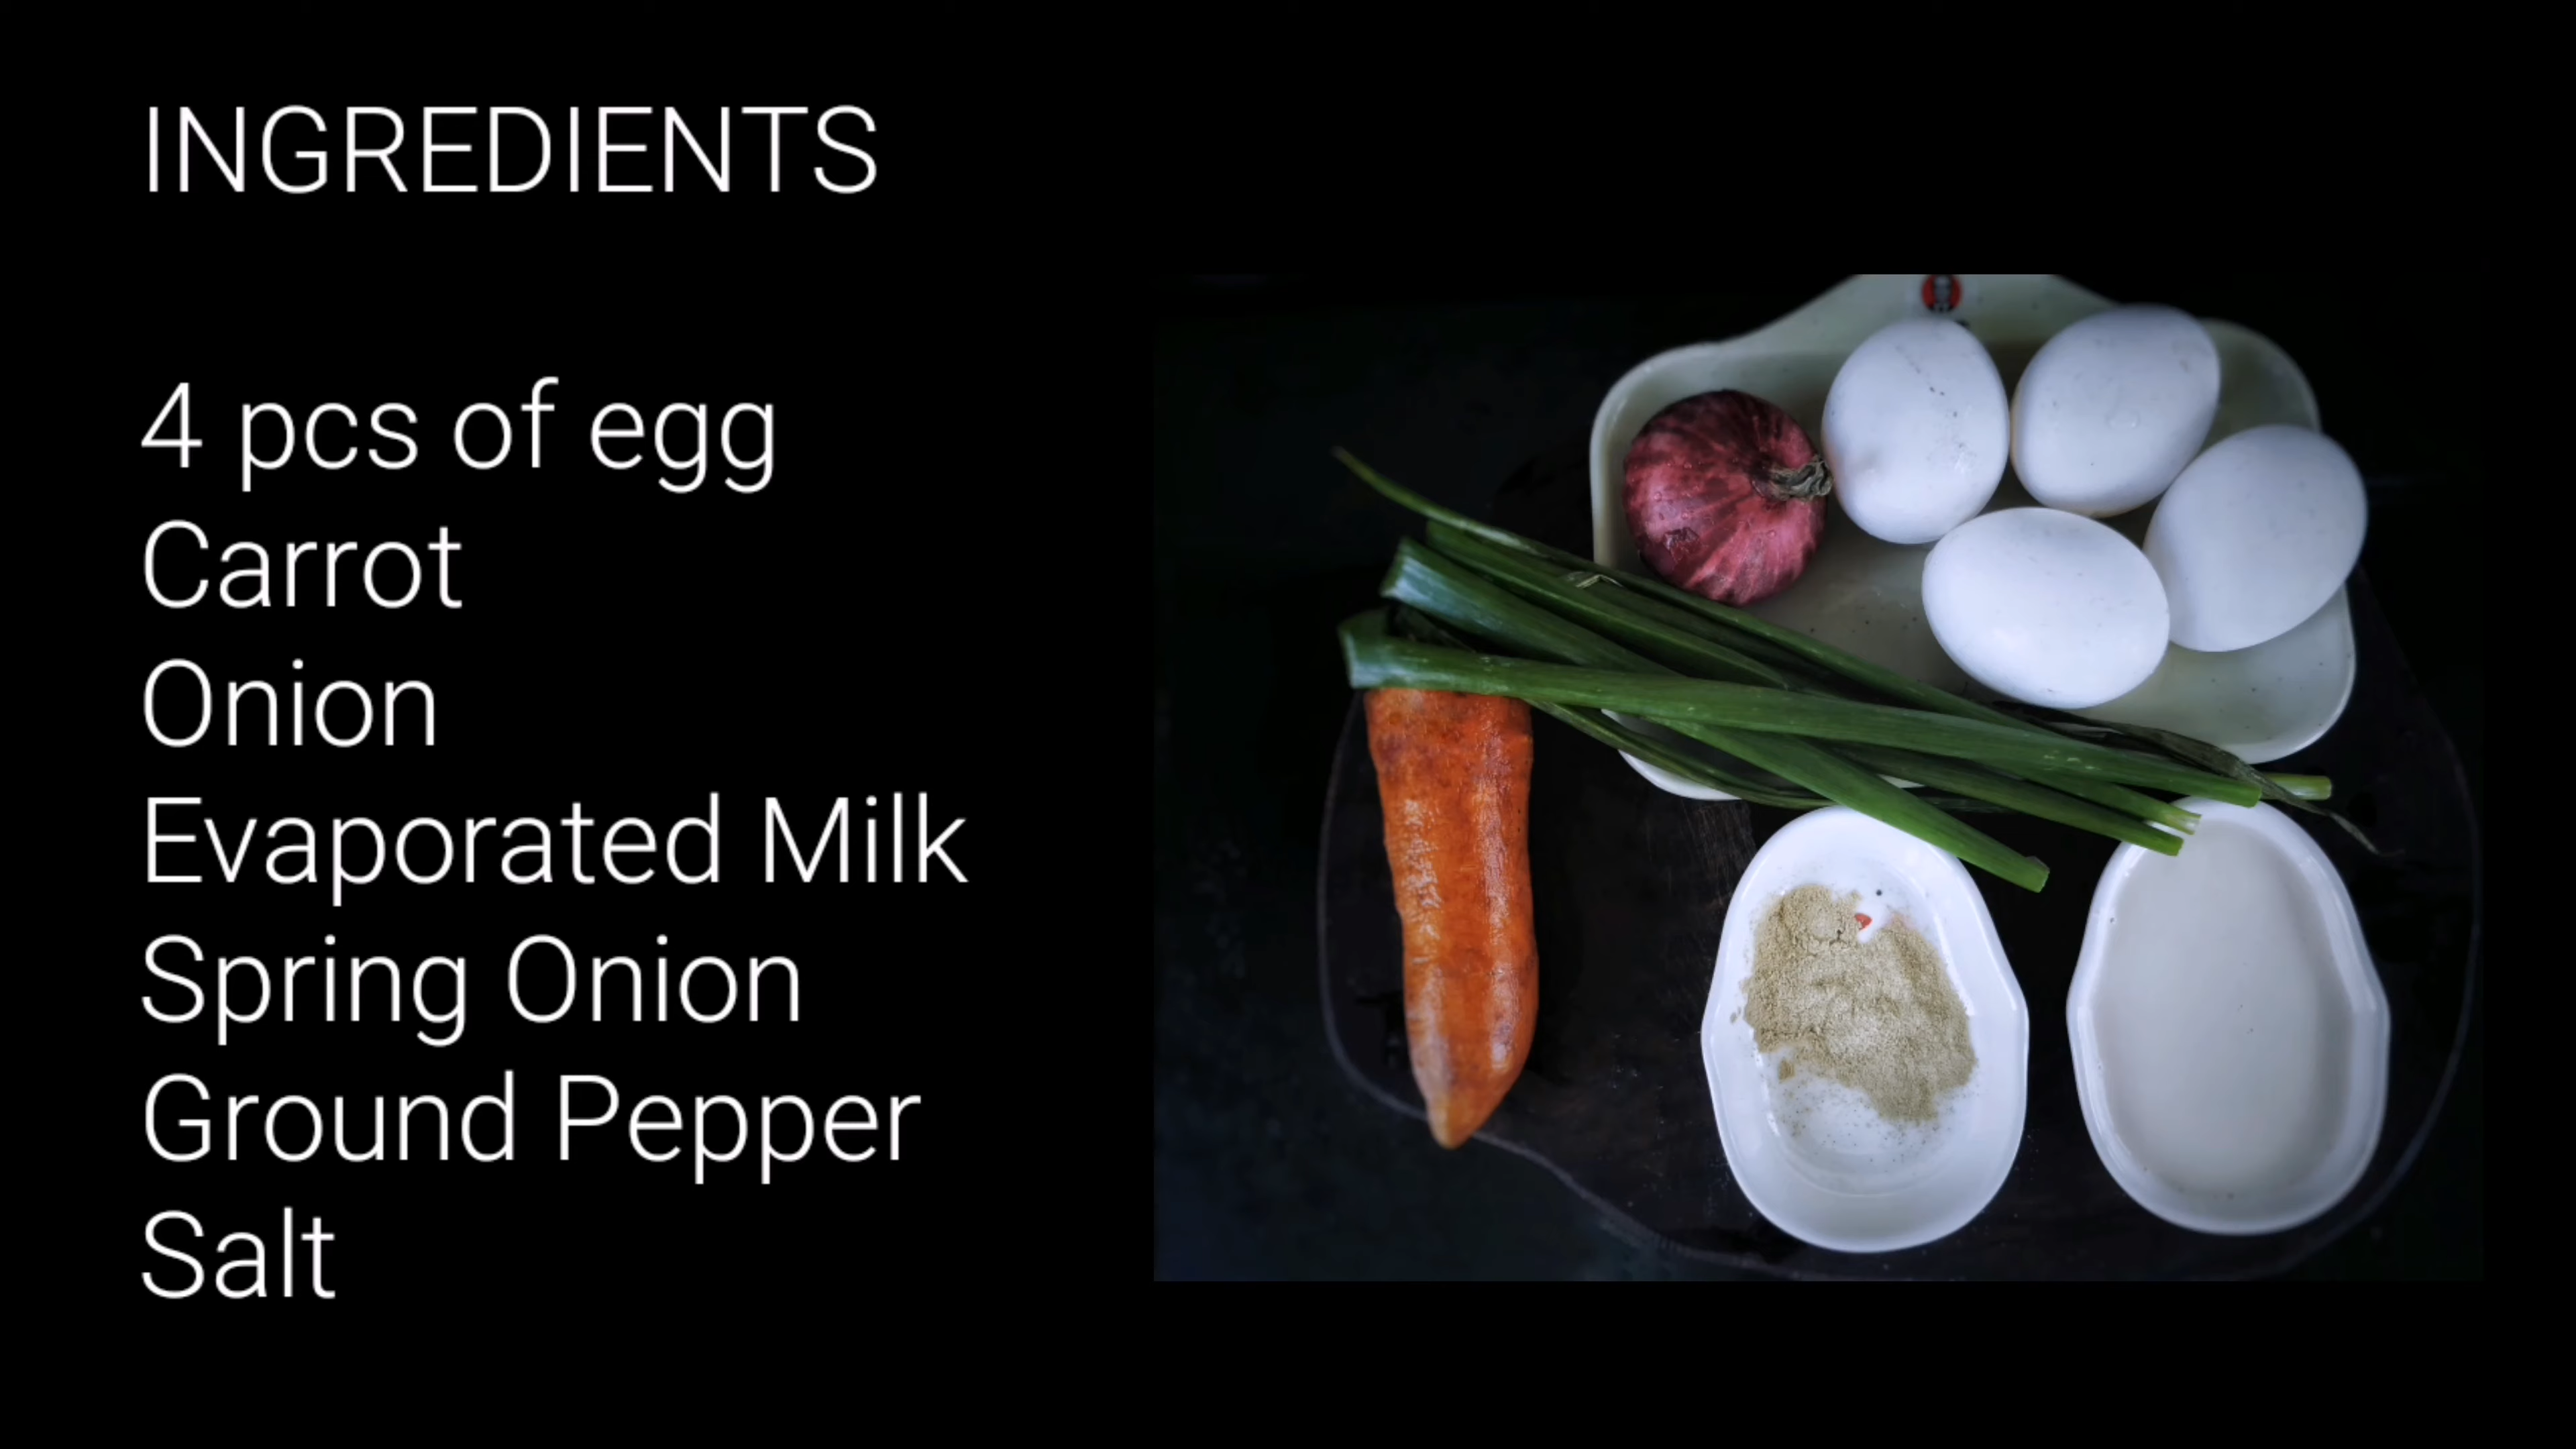 INGREDIENTS
4 pcs of egg
Carrot
Onion
Evaporated Milk
Spring Onion
Ground Pepper
Salt